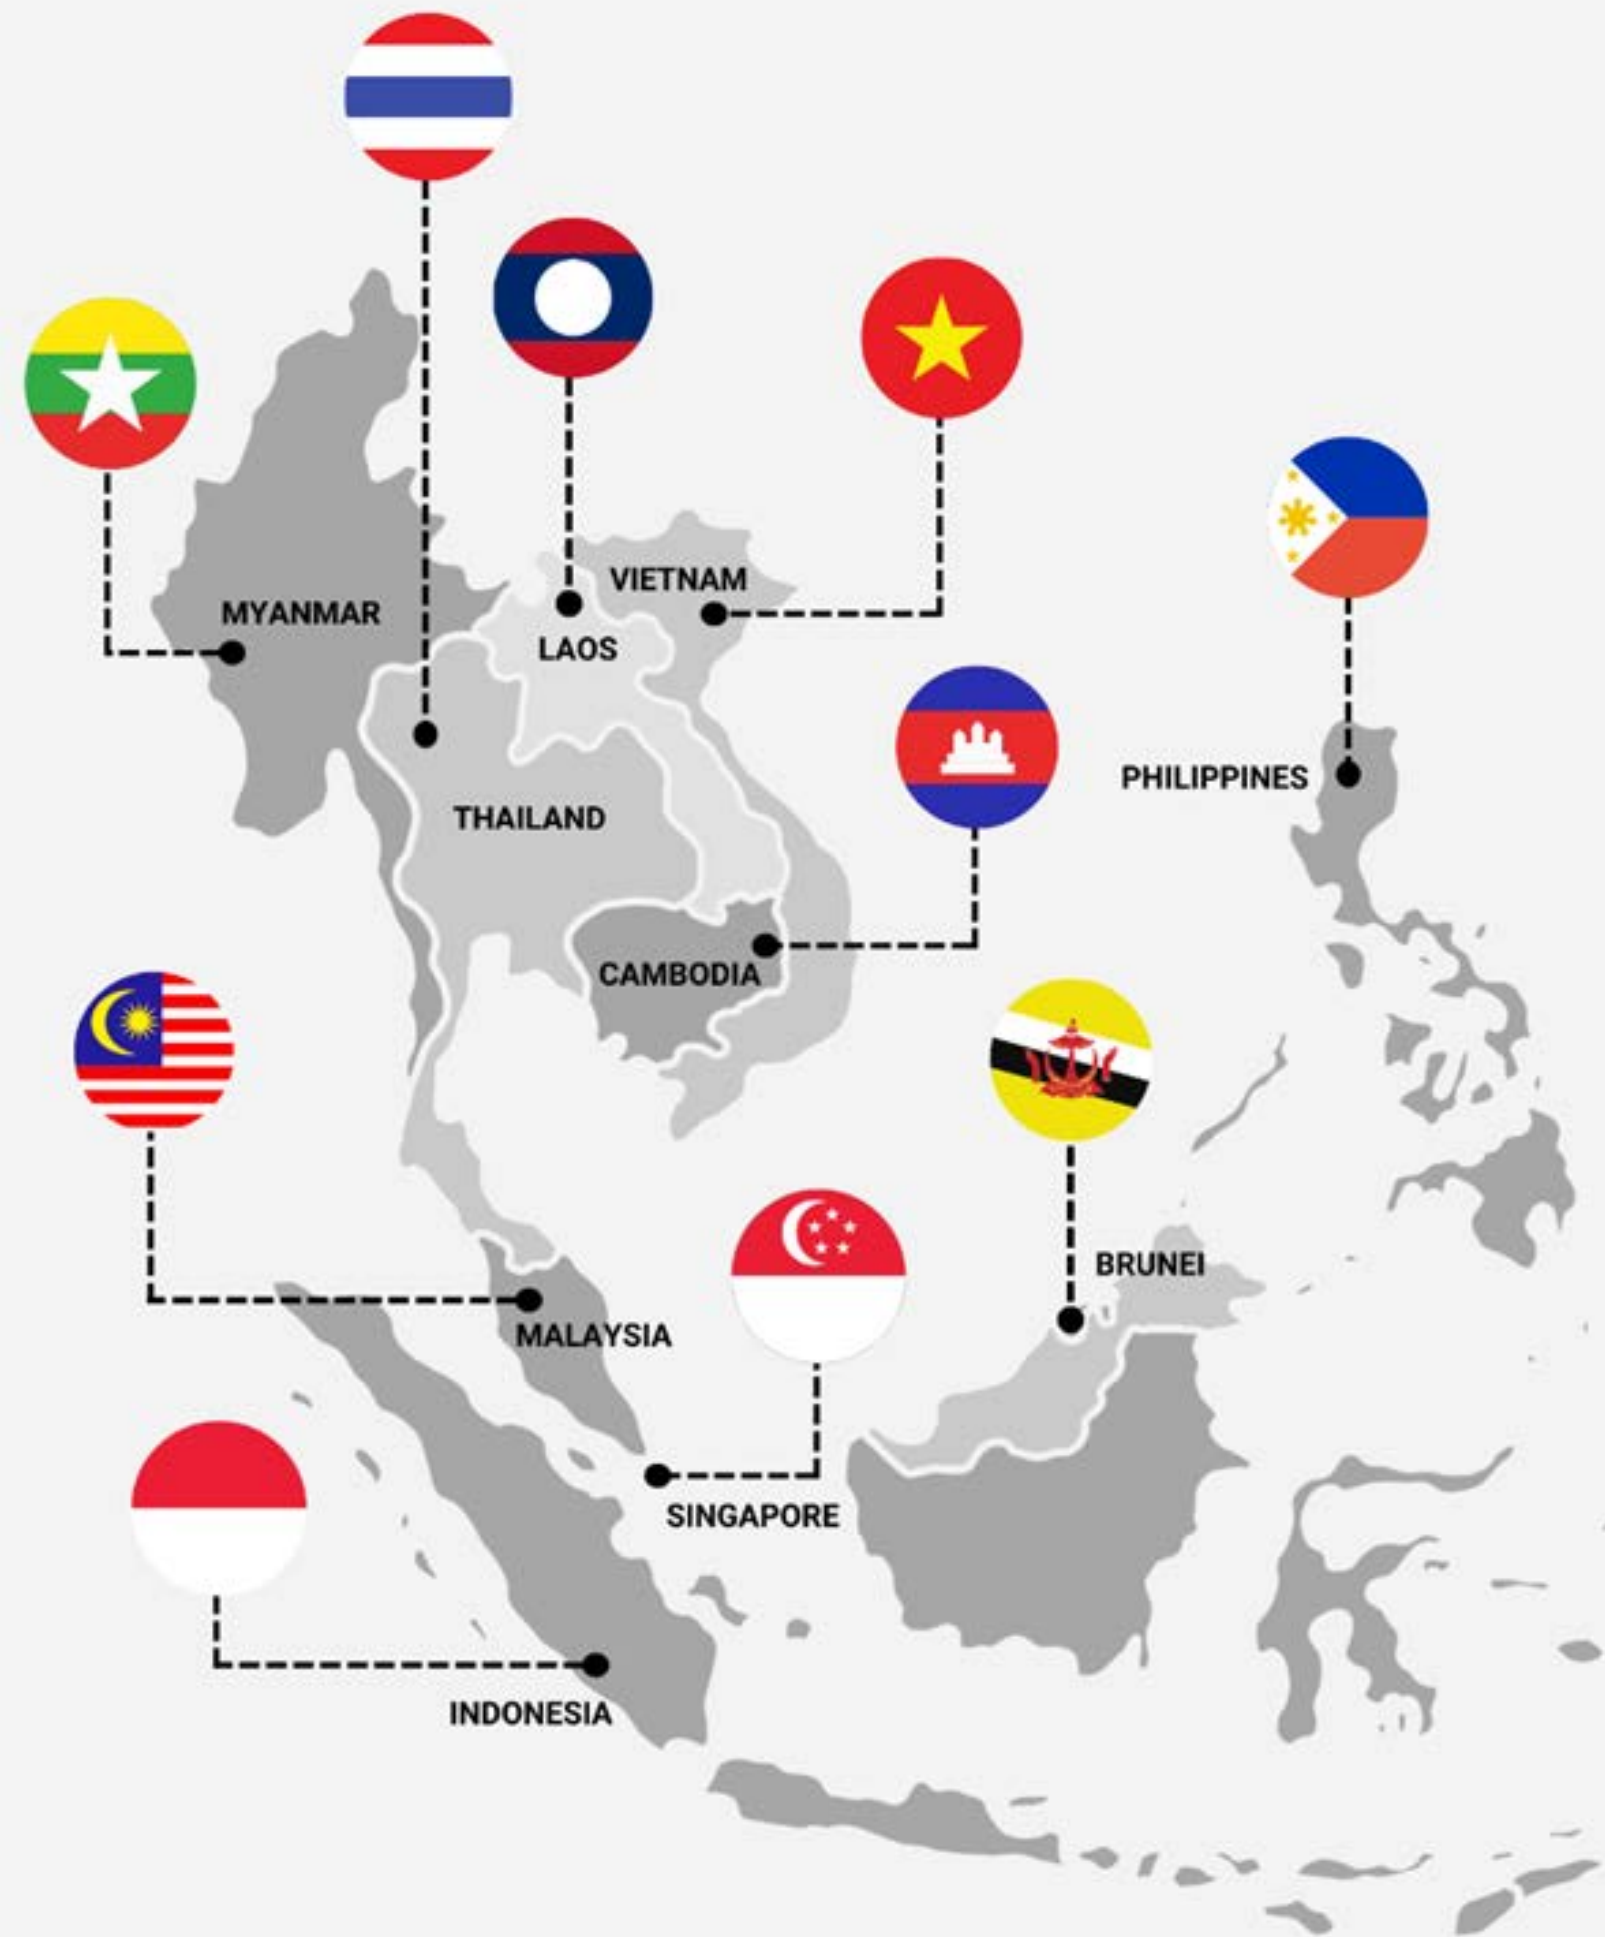 VIETNAM
MYANMAR
LAOS
PHILIPPINES
THAILAND
CAMBODIA
BRUNEI
MALAYSIA
SINGAPORE
INDONESIA